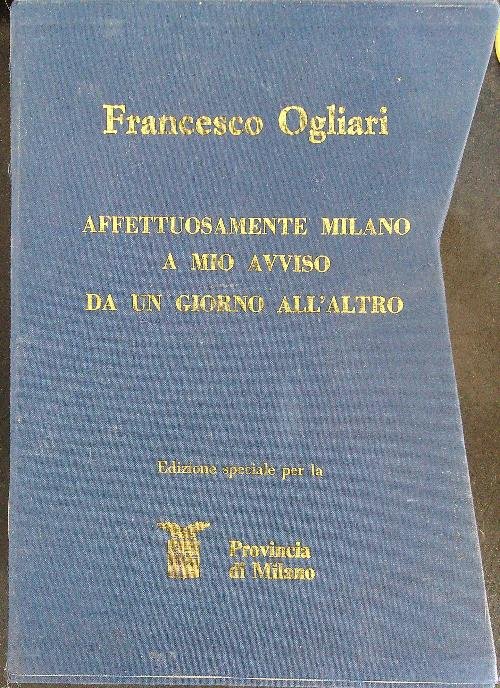 Francesco Ogliari
AFFETTUOSAMENTE MILANO
A MIO AVVISO
DA UN GIORNO ALL'ALTRO
Edizione speciale per la
Provincia
di Milano